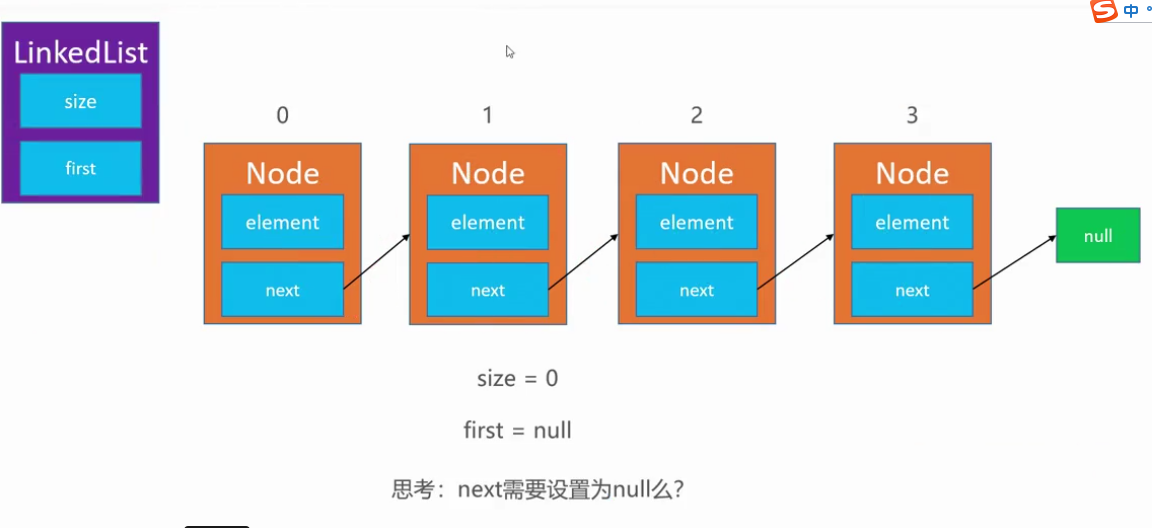 LinkedList
size
first
0 1 2 3
Node Node Node Node
element element element element
next next next next
null
size = 0
first = null
思考：next需要设置为null么？
S 中 °